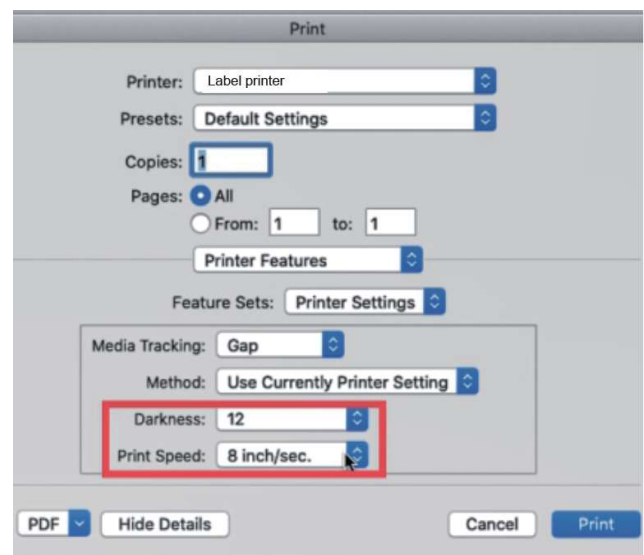 Print
Printer: Label printer
Presets: Default Settings
Copies: 1
Pages: All
From: 1 to: 1
Printer Features
Feature Sets: Printer Settings
Media Tracking: Gap
Method: Use Currently Printer Setting
Darkness: 12
Print Speed: 8 inch/sec.
PDF Hide Details Cancel Print